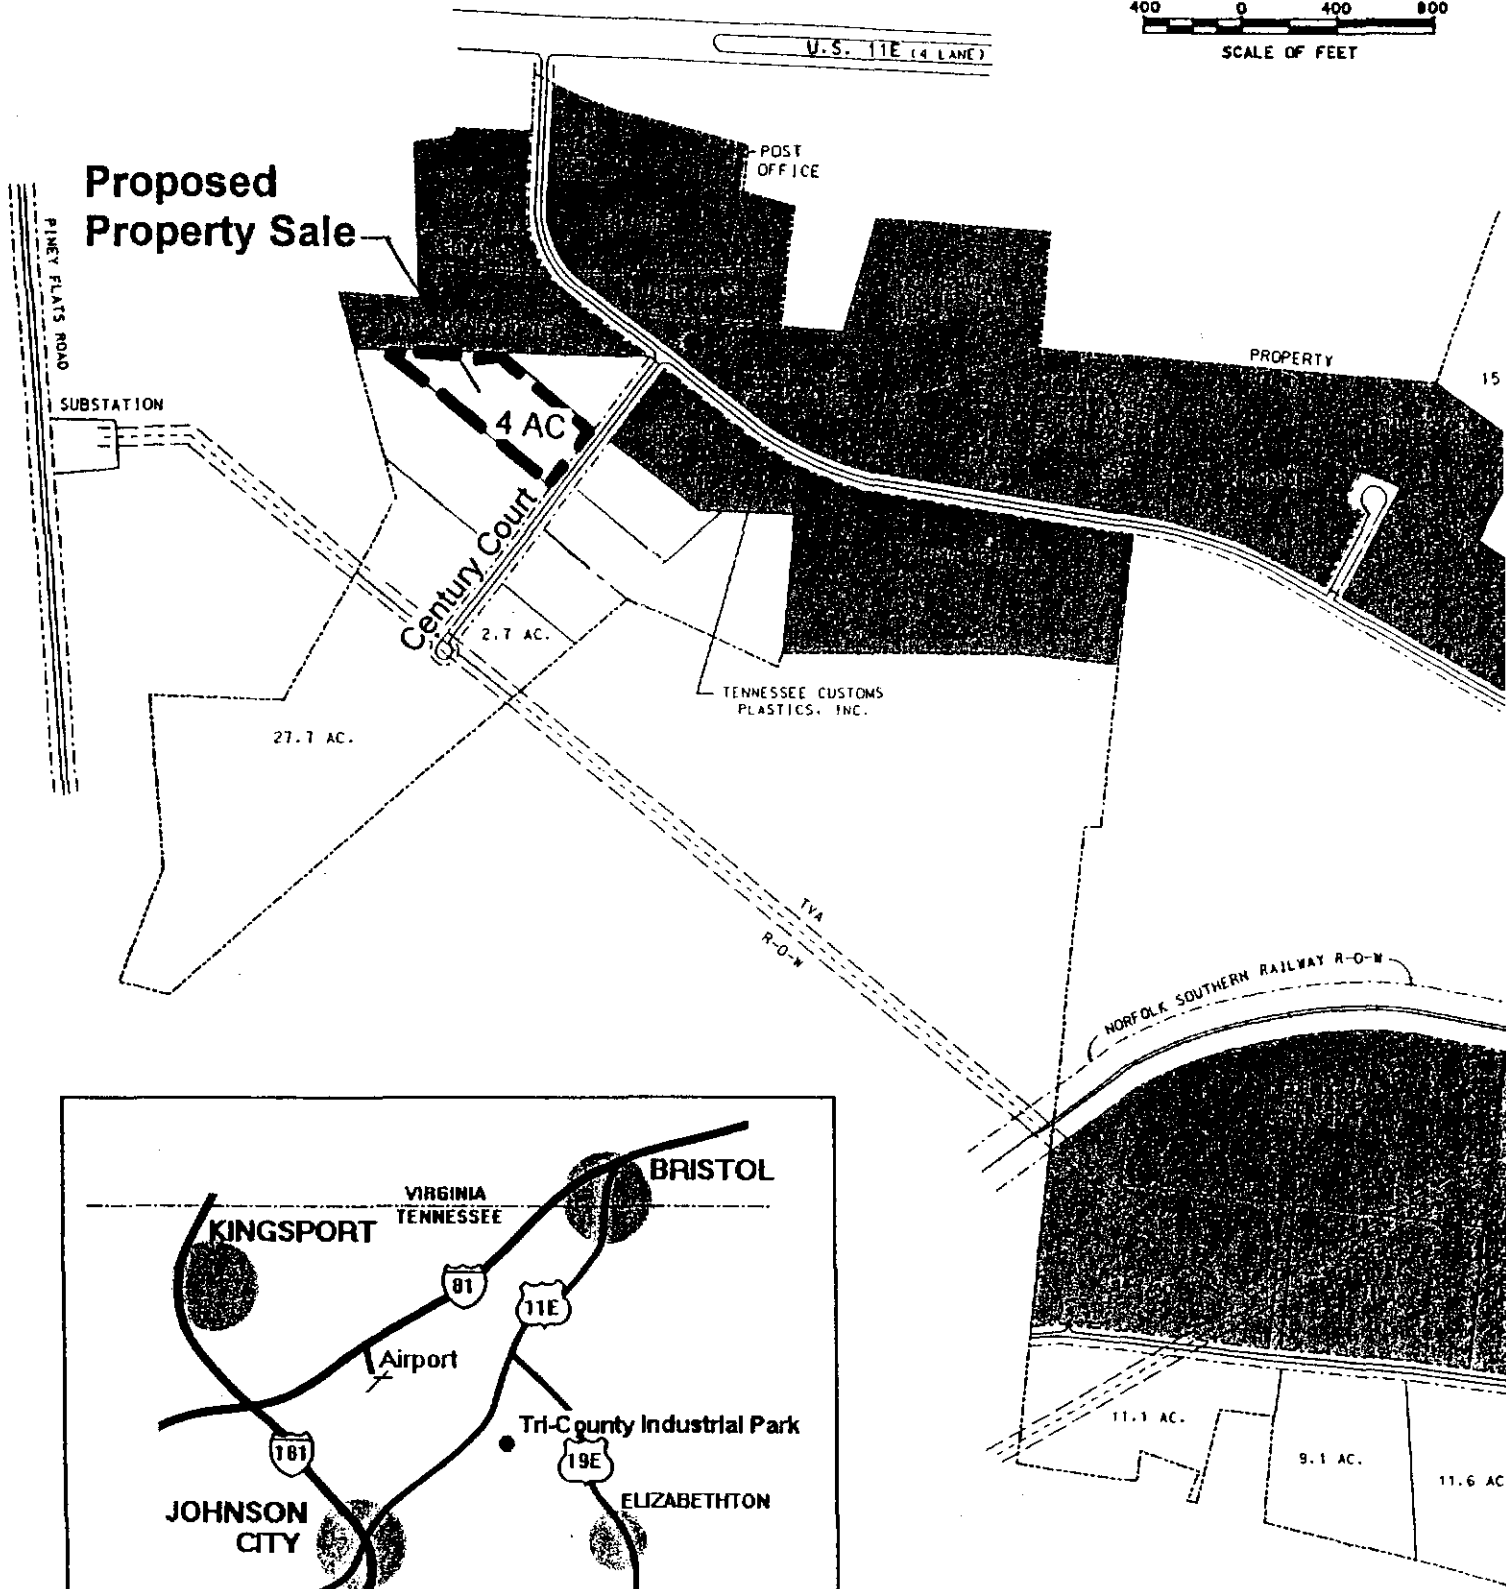 400 0 400 800
SCALE OF FEET
U.S. 11E (4 LANE)
POST
OFFICE
Proposed
Property Sale
PINEY FLATS ROAD
PROPERTY
15
SUBSTATION
4 AC
Century Court
2.7 AC.
TENNESSEE CUSTOMS
PLASTICS, INC.
27.7 AC.
TVA
R-O-W
NORFOLK SOUTHERN RAILWAY R-O-W
BRISTOL
VIRGINIA
TENNESSEE
KINGSPORT
81
11E
Airport
Tri-County Industrial Park
181
19E
ELIZABETHTON
JOHNSON
CITY
11.1 AC.
9.1 AC.
11.6 AC